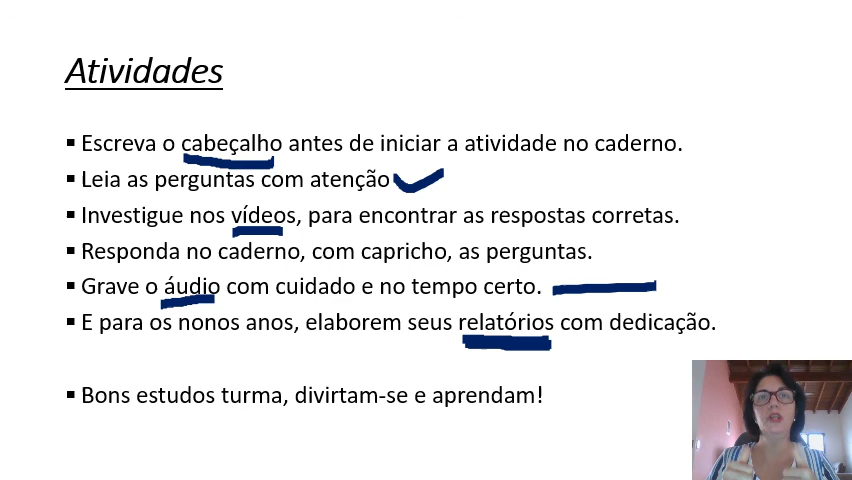 Atividades
▪ Escreva o cabeçalho antes de iniciar a atividade no caderno.
▪ Leia as perguntas com atenção
▪ Investigue nos vídeos, para encontrar as respostas corretas.
▪ Responda no caderno, com capricho, as perguntas.
▪ Grave o áudio com cuidado e no tempo certo.
▪ E para os nonos anos, elaborem seus relatórios com dedicação.
▪ Bons estudos turma, divirtam-se e aprendam!